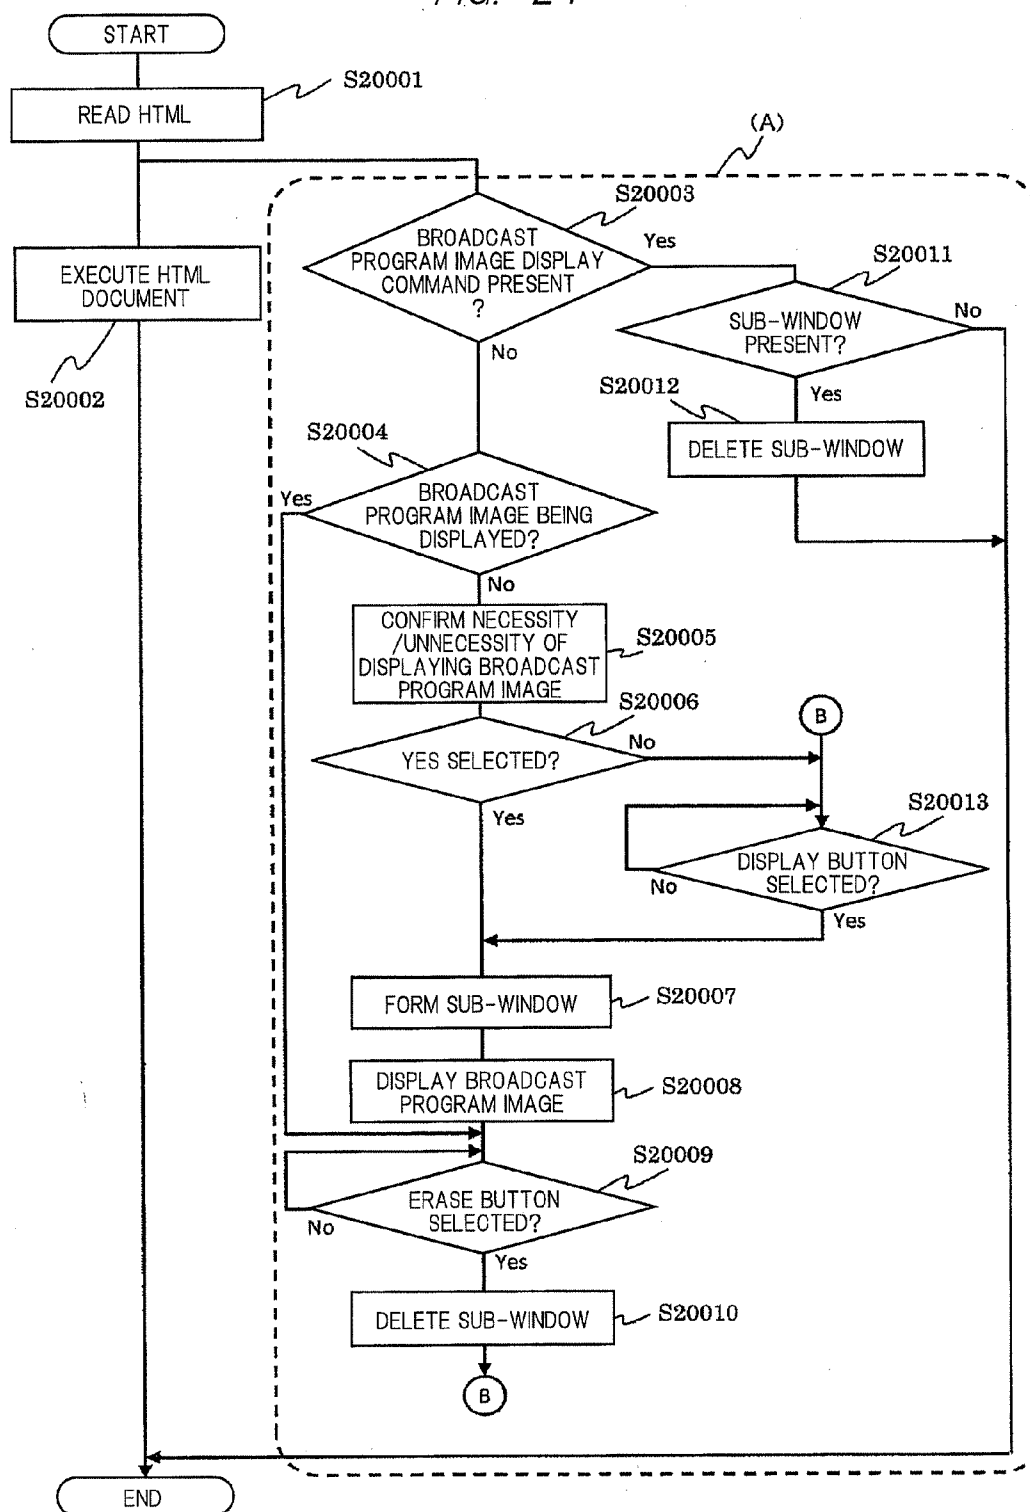 START
S20001
READ HTML
(A)
S20003
BROADCAST
PROGRAM IMAGE DISPLAY
COMMAND PRESENT
?
Yes
No
S20011
SUB-WINDOW
PRESENT?
No
Yes
EXECUTE HTML
DOCUMENT
S20002
S20012
DELETE SUB-WINDOW
S20004
BROADCAST
PROGRAM IMAGE BEING
DISPLAYED?
Yes
No
CONFIRM NECESSITY
/UNNECESSITY OF
DISPLAYING BROADCAST
PROGRAM IMAGE
S20005
S20006
YES SELECTED?
No
Yes
B
S20013
DISPLAY BUTTON
SELECTED?
No
Yes
FORM SUB-WINDOW
S20007
DISPLAY BROADCAST
PROGRAM IMAGE
S20008
S20009
ERASE BUTTON
SELECTED?
No
Yes
DELETE SUB-WINDOW
S20010
B
END